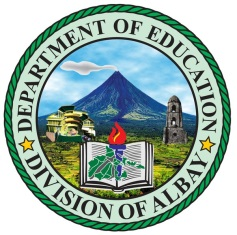 DEPARTMENT OF EDUCATION
DIVISION OF ALBAY